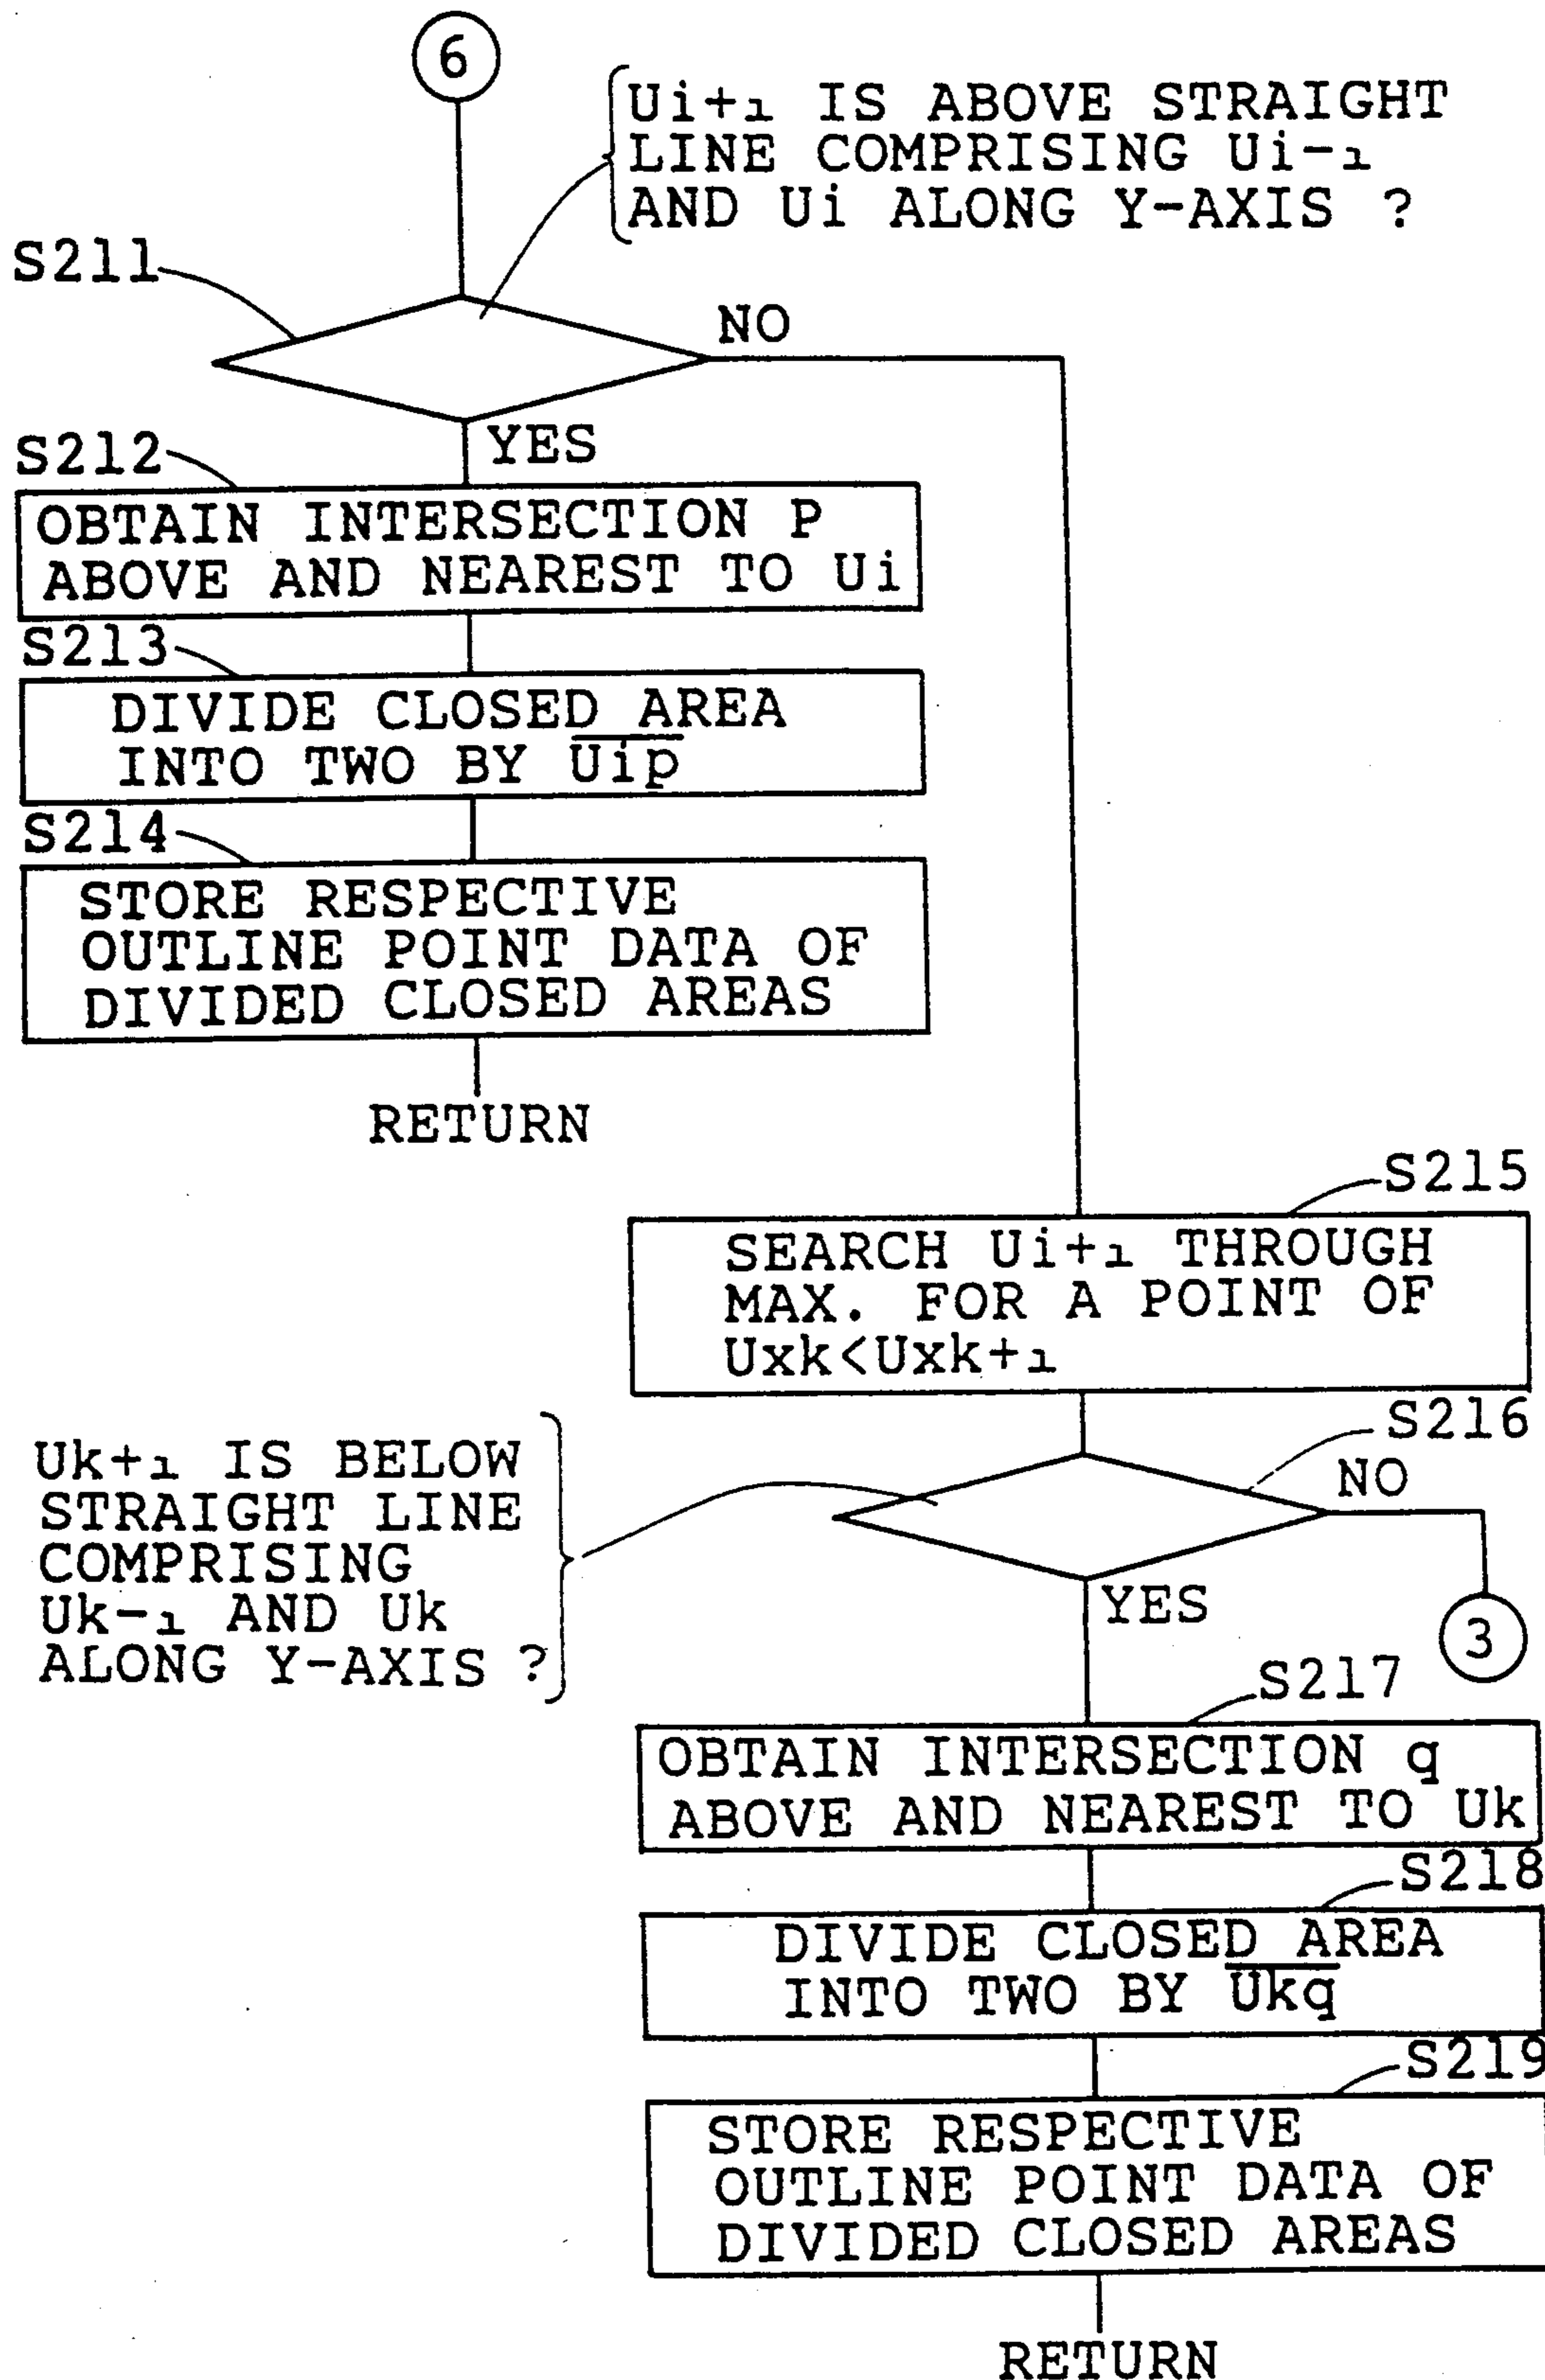 6
Ui+1 IS ABOVE STRAIGHT
LINE COMPRISING Ui-1
AND Ui ALONG Y-AXIS ?
S211
NO
YES
S212
OBTAIN INTERSECTION P
ABOVE AND NEAREST TO Ui
S213
DIVIDE CLOSED AREA
INTO TWO BY Uip
S214
STORE RESPECTIVE
OUTLINE POINT DATA OF
DIVIDED CLOSED AREAS
RETURN
S215
SEARCH Ui+1 THROUGH
MAX. FOR A POINT OF
Uxk<Uxk+1
S216
Uk+1 IS BELOW
STRAIGHT LINE
COMPRISING
Uk-1 AND Uk
ALONG Y-AXIS ?
NO
YES
3
S217
OBTAIN INTERSECTION q
ABOVE AND NEAREST TO Uk
S218
DIVIDE CLOSED AREA
INTO TWO BY Ukq
S219
STORE RESPECTIVE
OUTLINE POINT DATA OF
DIVIDED CLOSED AREAS
RETURN